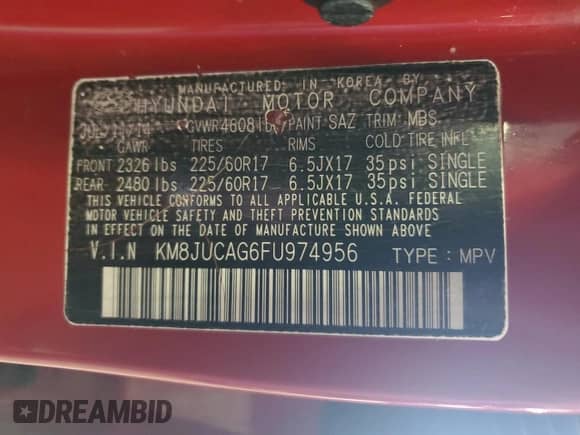 MANUFACTURED IN KOREA BY
HYUNDAI MOTOR COMPANY
GVWR 4608 lbs PAINT SAZ TRIM MBS
GAWR TIRES RIMS COLD TIRE INFL
FRONT 2326 lbs 225/60R17 6.5JX17 35psi SINGLE
REAR 2480 lbs 225/60R17 6.5JX17 35psi SINGLE
THIS VEHICLE CONFORMS TO ALL APPLICABLE U.S.A. FEDERAL
MOTOR VEHICLE SAFETY AND THEFT PREVENTION STANDARDS
IN EFFECT ON THE DATE OF MANUFACTURE SHOWN ABOVE
V.I.N KM8JUCAG6FU974956 TYPE: MPV
DREAMBID